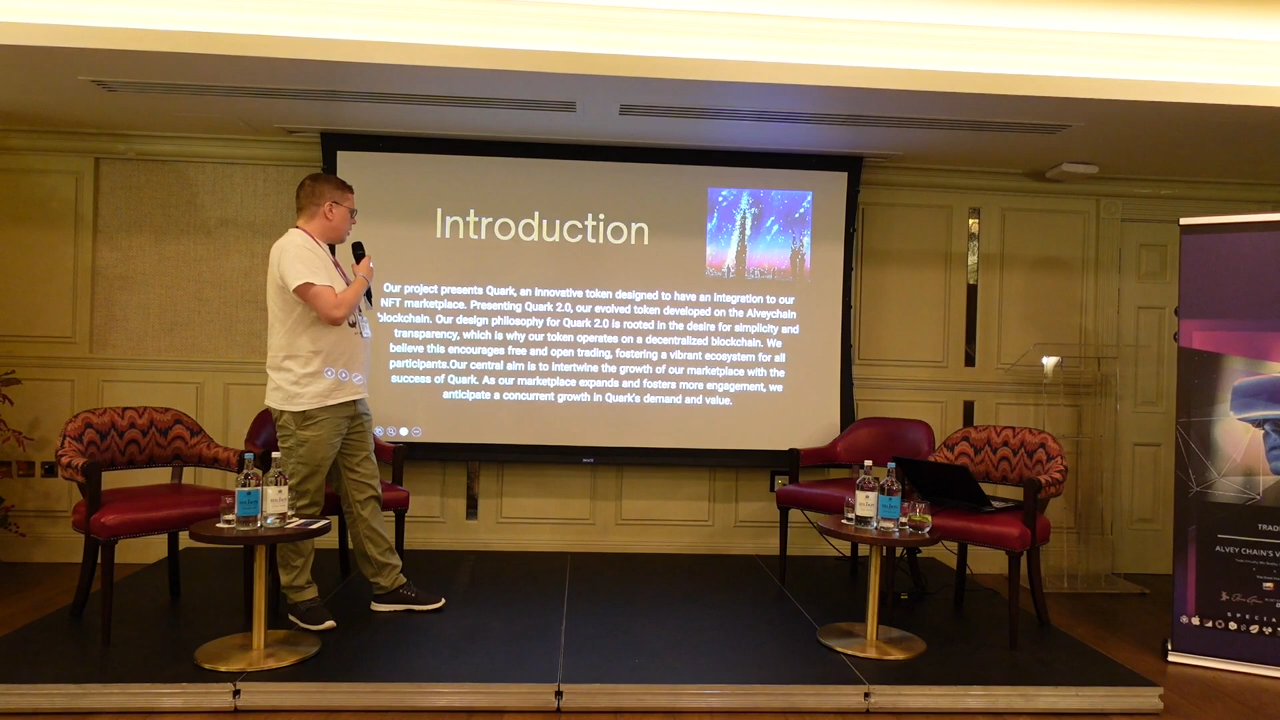 Introduction
Our project presents Quark, an innovative token designed to have an integration to our
NFT marketplace. Presenting Quark 2.0, our evolved token developed on the Alveychain
blockchain. Our design philosophy for Quark 2.0 is rooted in the desire for simplicity and
transparency, which is why our token operates on a decentralized blockchain. We
believe this encourages free and open trading, fostering a vibrant ecosystem for all
participants.Our central aim is to intertwine the growth of our marketplace with the
success of Quark. As our marketplace expands and fosters more engagement, we
anticipate a concurrent growth in Quark's demand and value.
TRAD
ALVEY CHAIN'S V
SPECIA